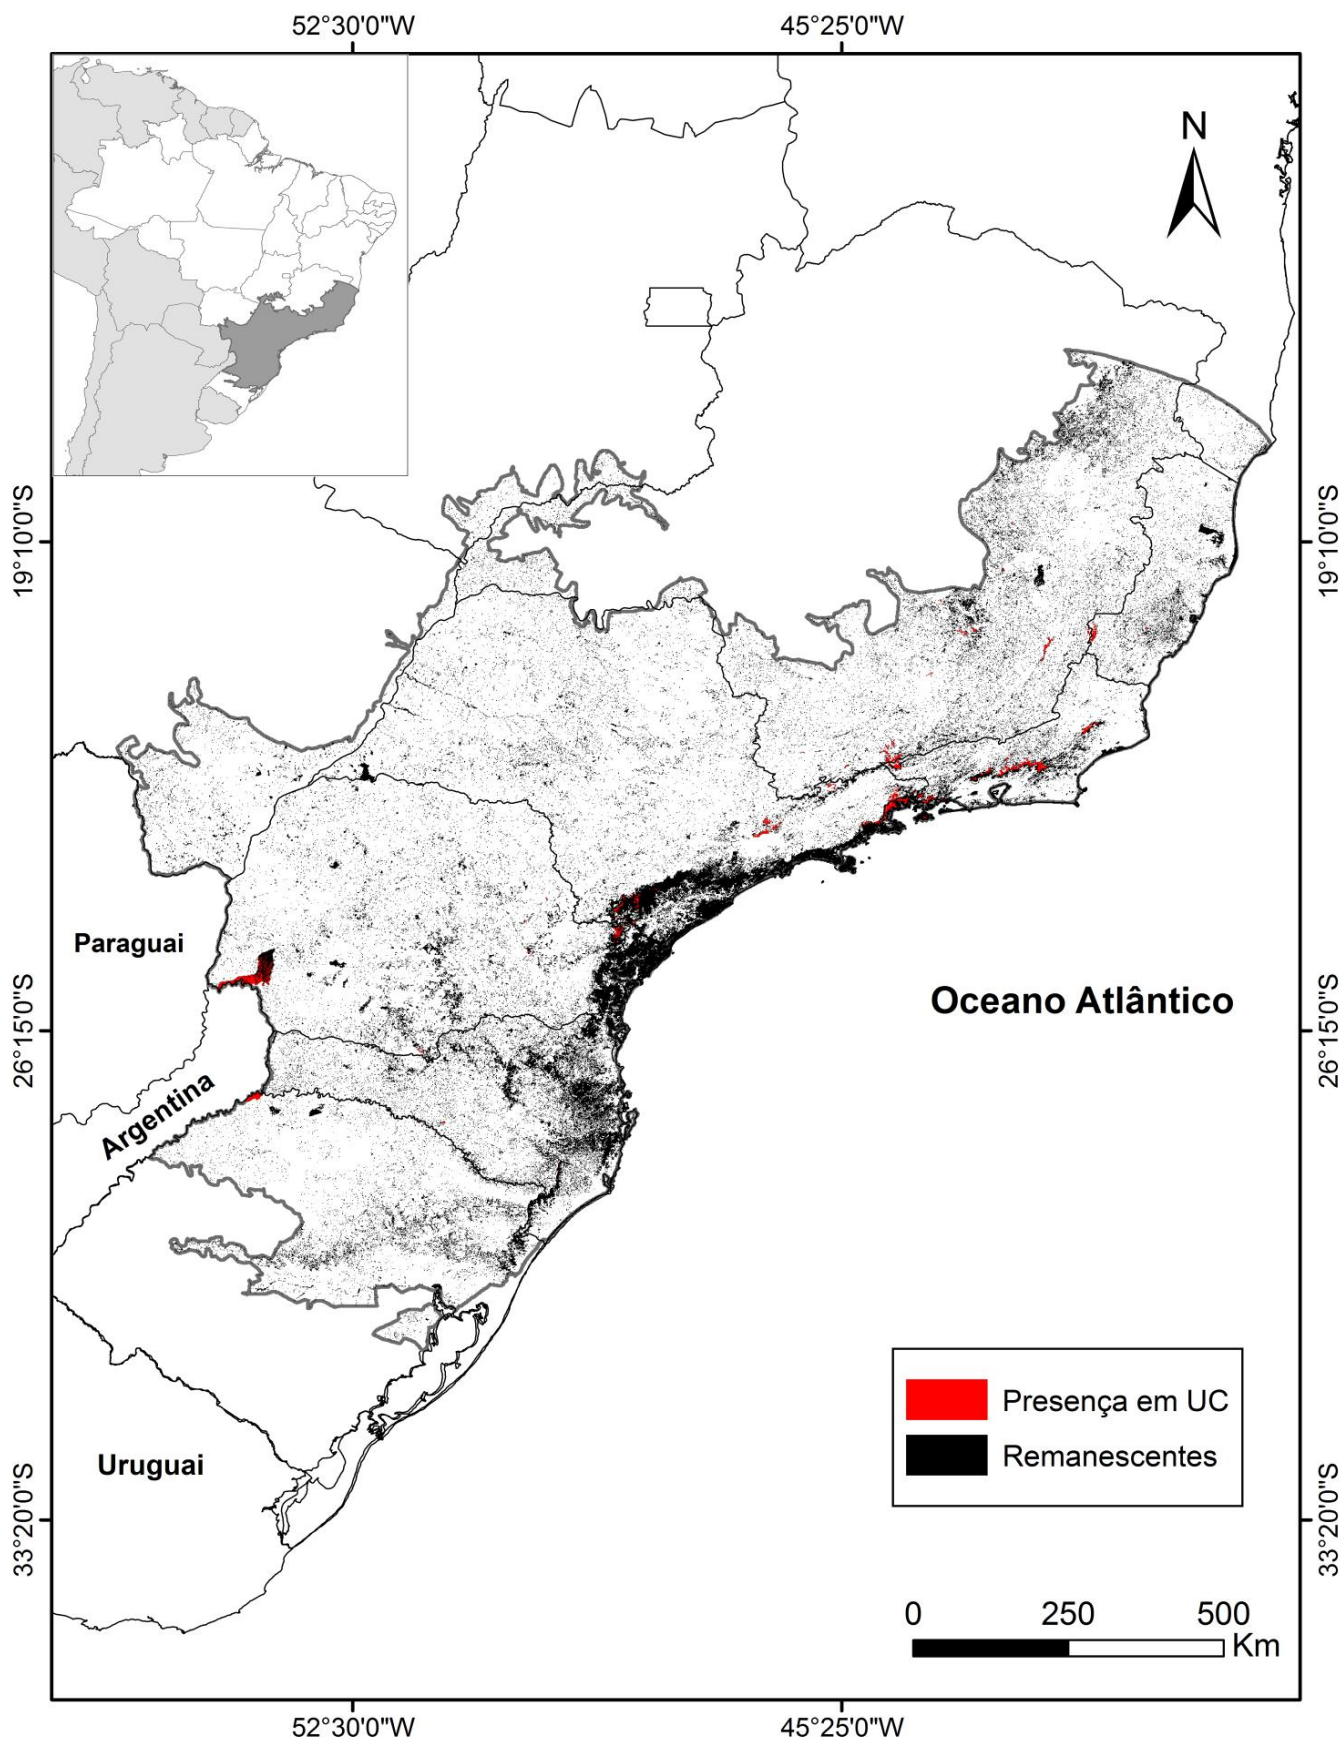 52°30'0"W
45°25'0"W
N
19°10'0"S
19°10'0"S
Paraguai
Oceano Atlântico
26°15'0"S
26°15'0"S
Argentina
Presença em UC
Remanescentes
Uruguai
33°20'0"S
33°20'0"S
0 250 500
Km
52°30'0"W
45°25'0"W